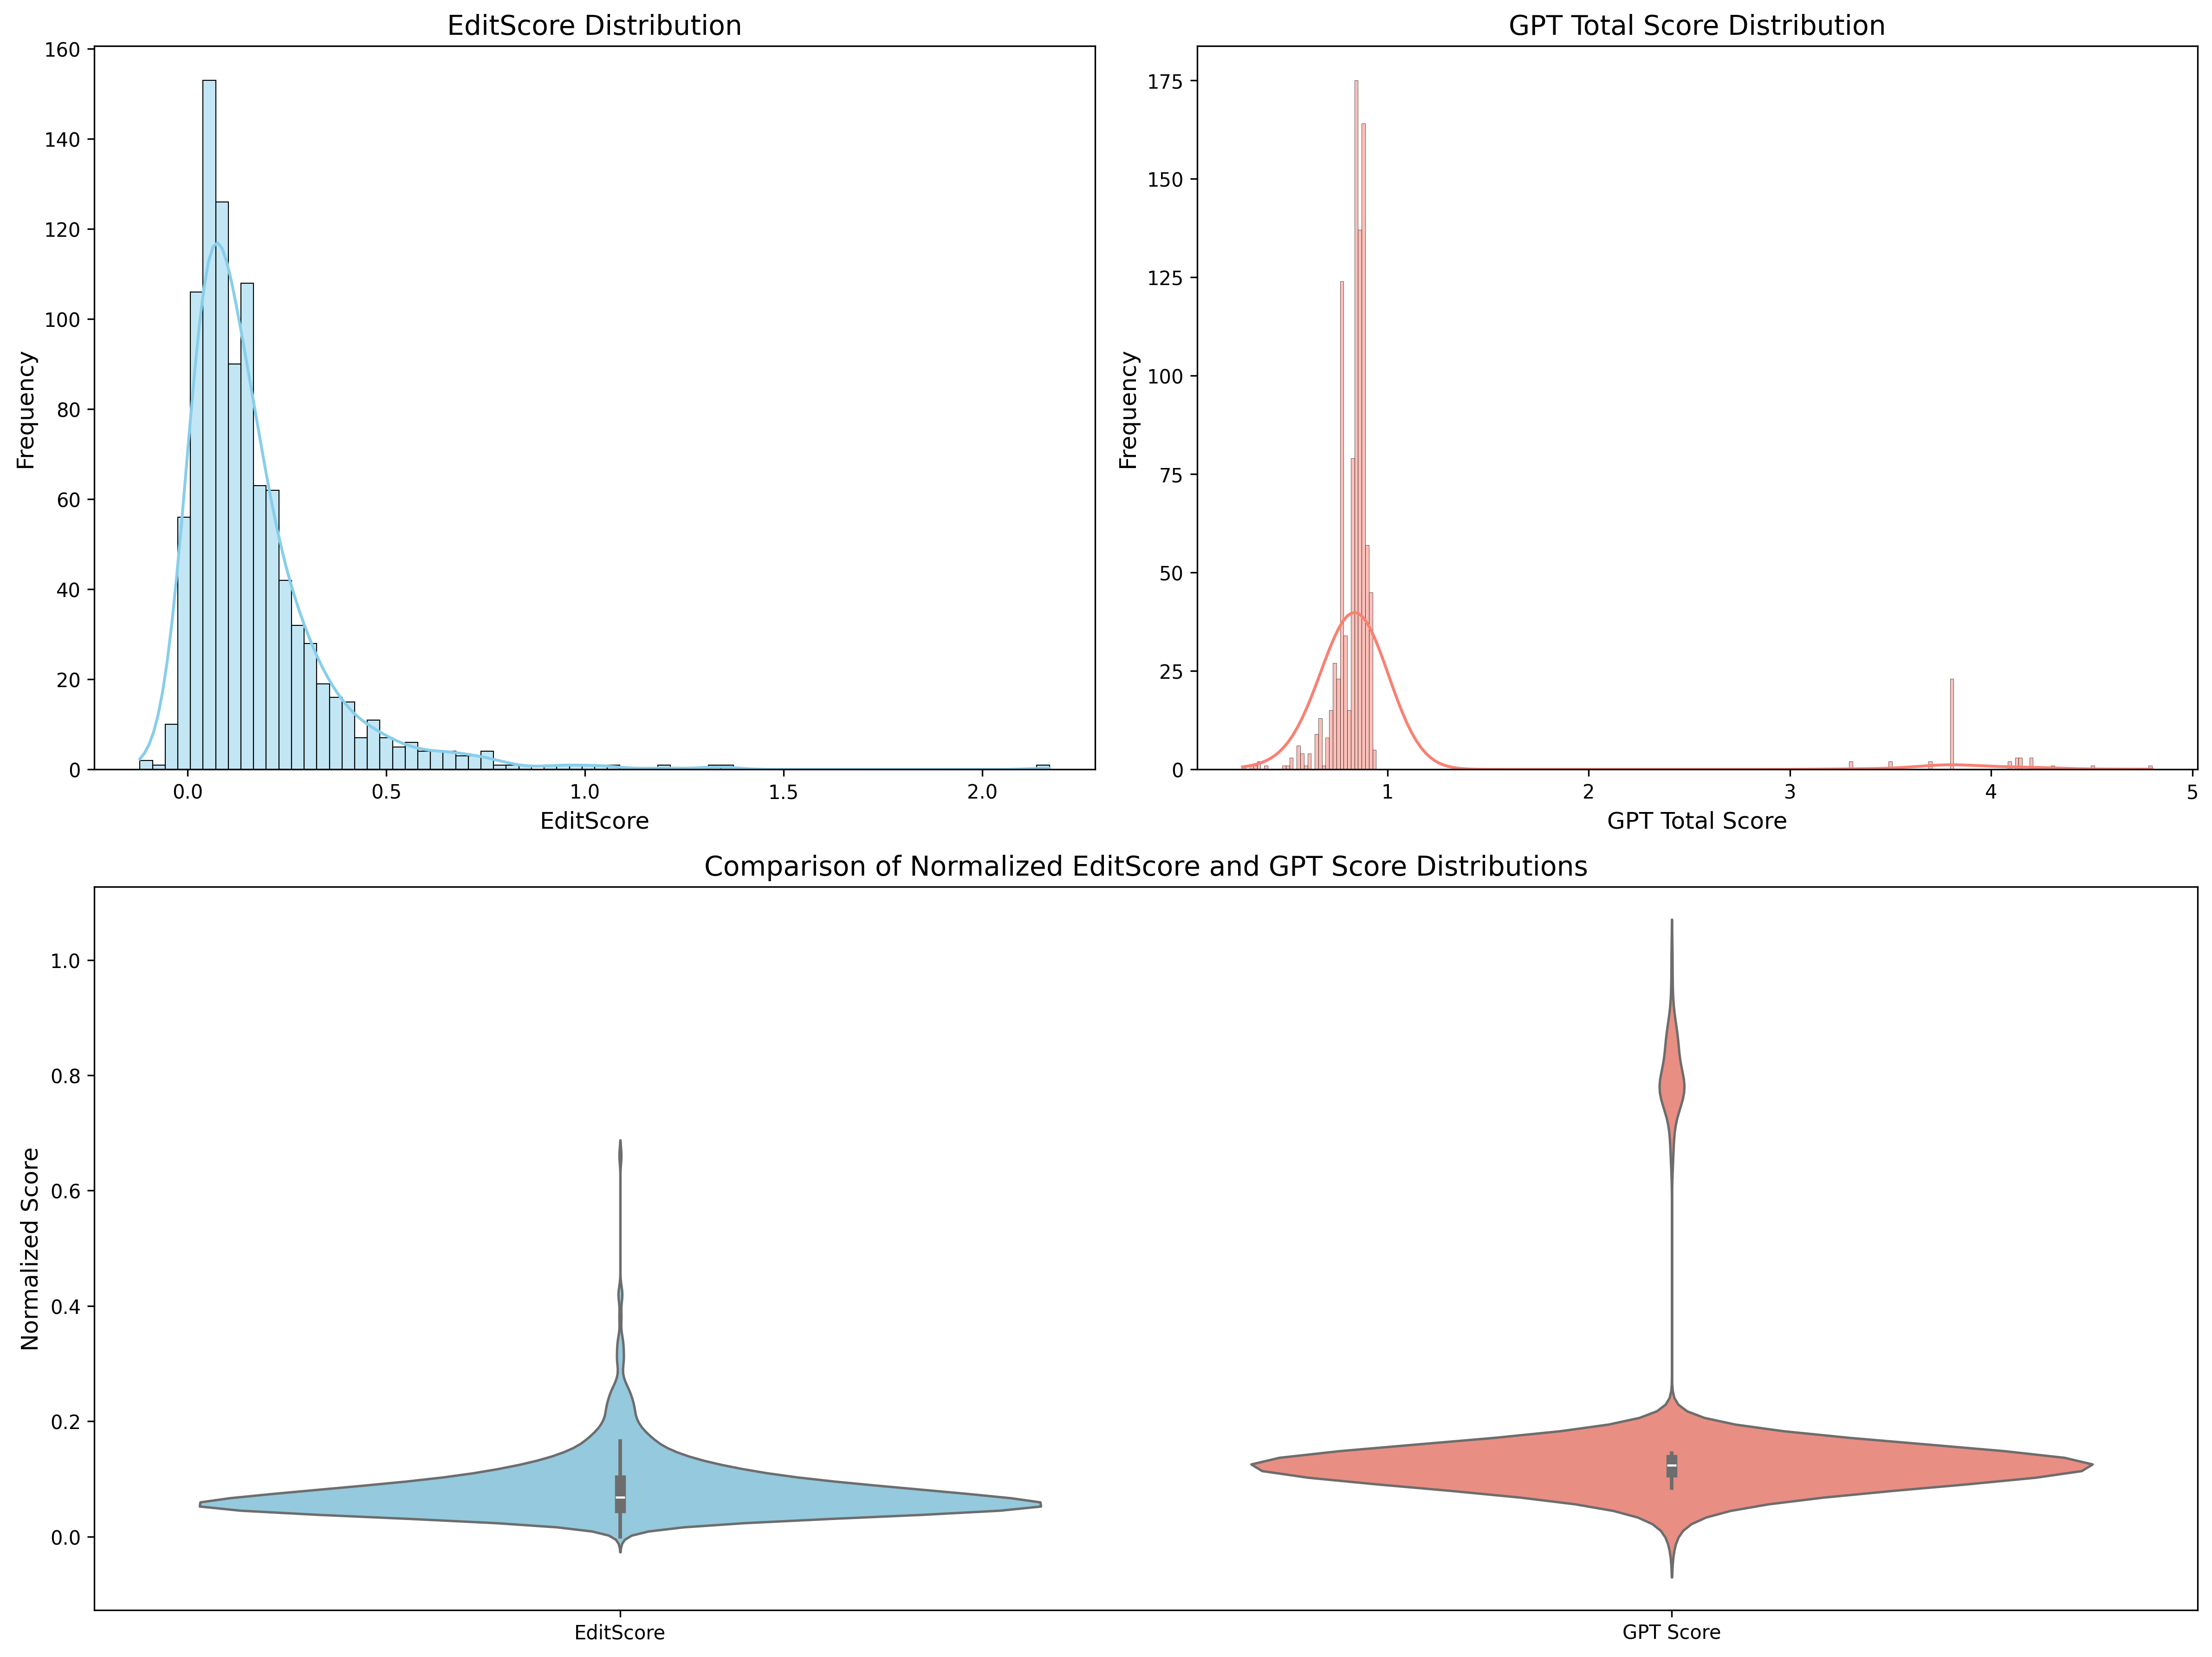 EditScore Distribution
160
140
120
100
80
60
40
20
0
Frequency
0.0 0.5 1.0 1.5 2.0
EditScore
GPT Total Score Distribution
175
150
125
100
75
50
25
0
Frequency
1 2 3 4 5
GPT Total Score
Comparison of Normalized EditScore and GPT Score Distributions
1.0
0.8
0.6
0.4
0.2
0.0
Normalized Score
EditScore GPT Score